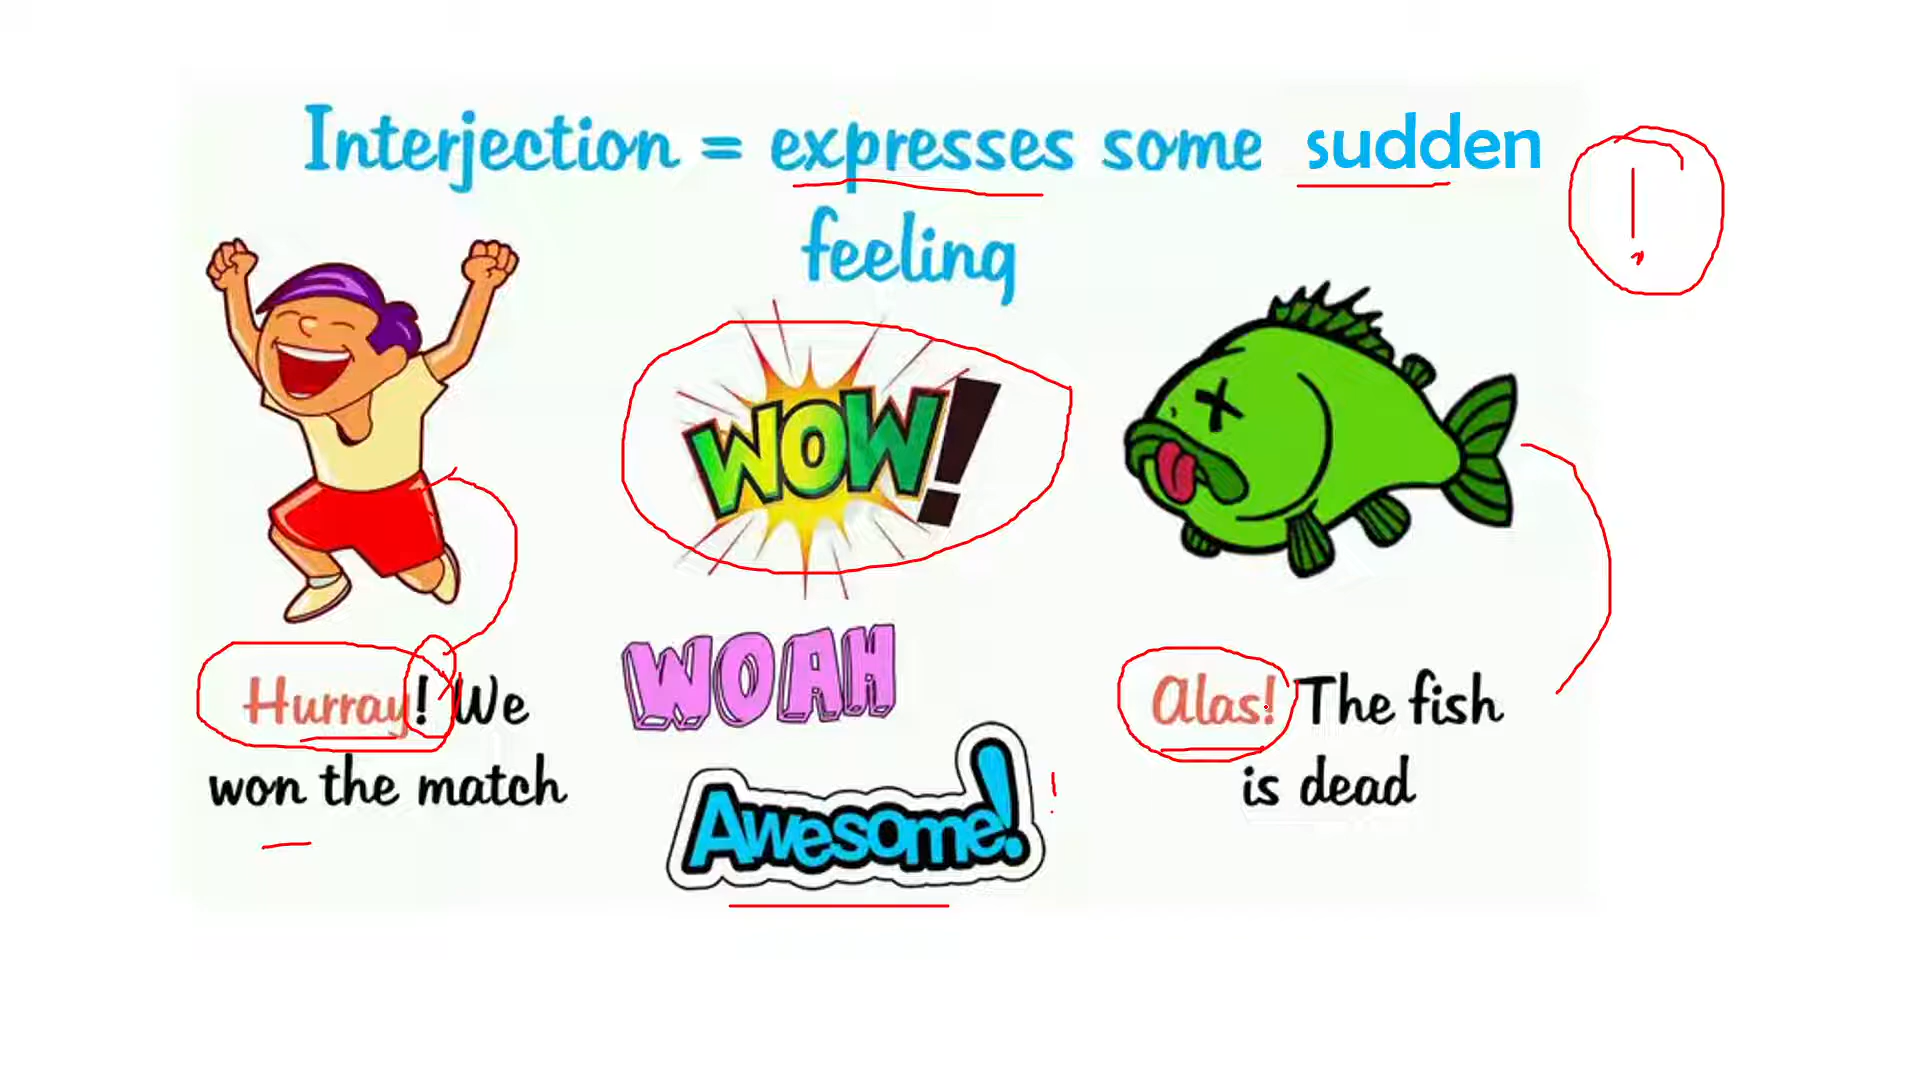 Interjection = expresses some sudden
feeling
!
WOW!
WOAH
Awesome!
!
Hurray! We
won the match
Alas! The fish
is dead